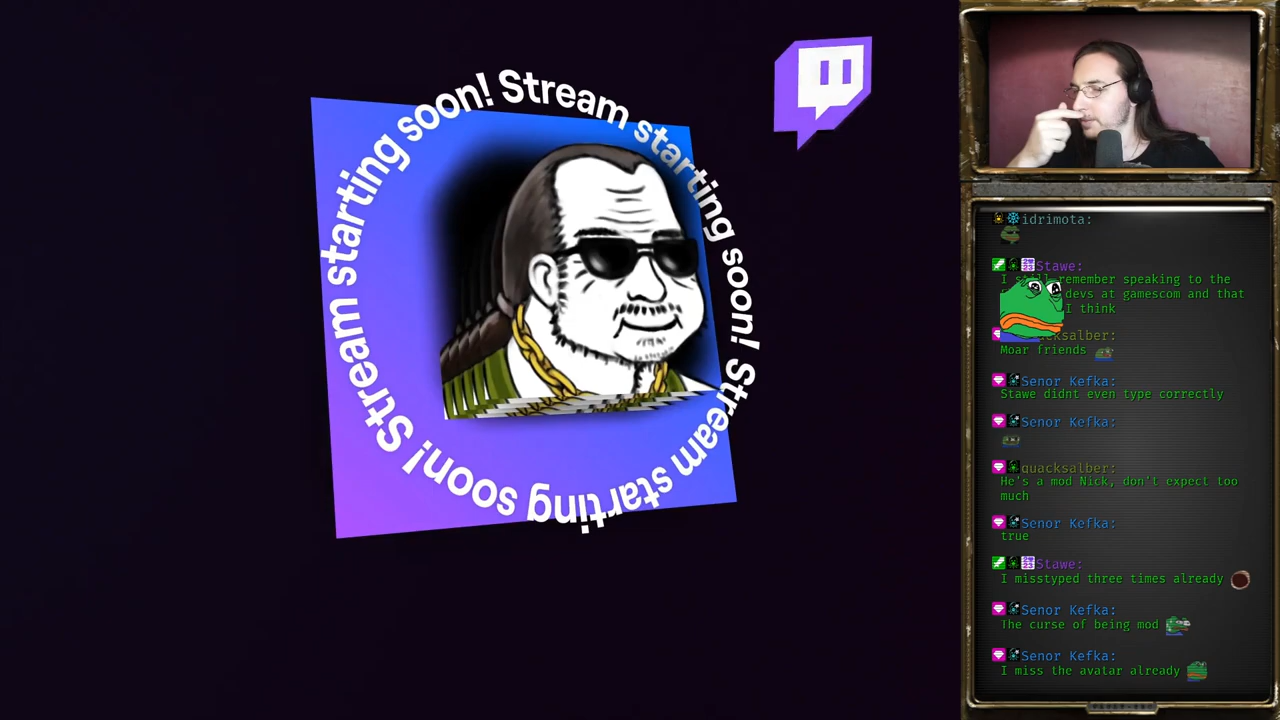 Stream starting soon! Stream starting soon! Stream starting soon!
idrimota:
Stawe:
I still remember speaking to the
devs at gamescom and that
I think
quacksalber:
Moar friends
Senor Kefka:
Stawe didnt even type correctly
Senor Kefka:
quacksalber:
He's a mod Nick, don't expect too
much
Senor Kefka:
true
Stawe:
I misstyped three times already
Senor Kefka:
The curse of being mod
Senor Kefka:
I miss the avatar already